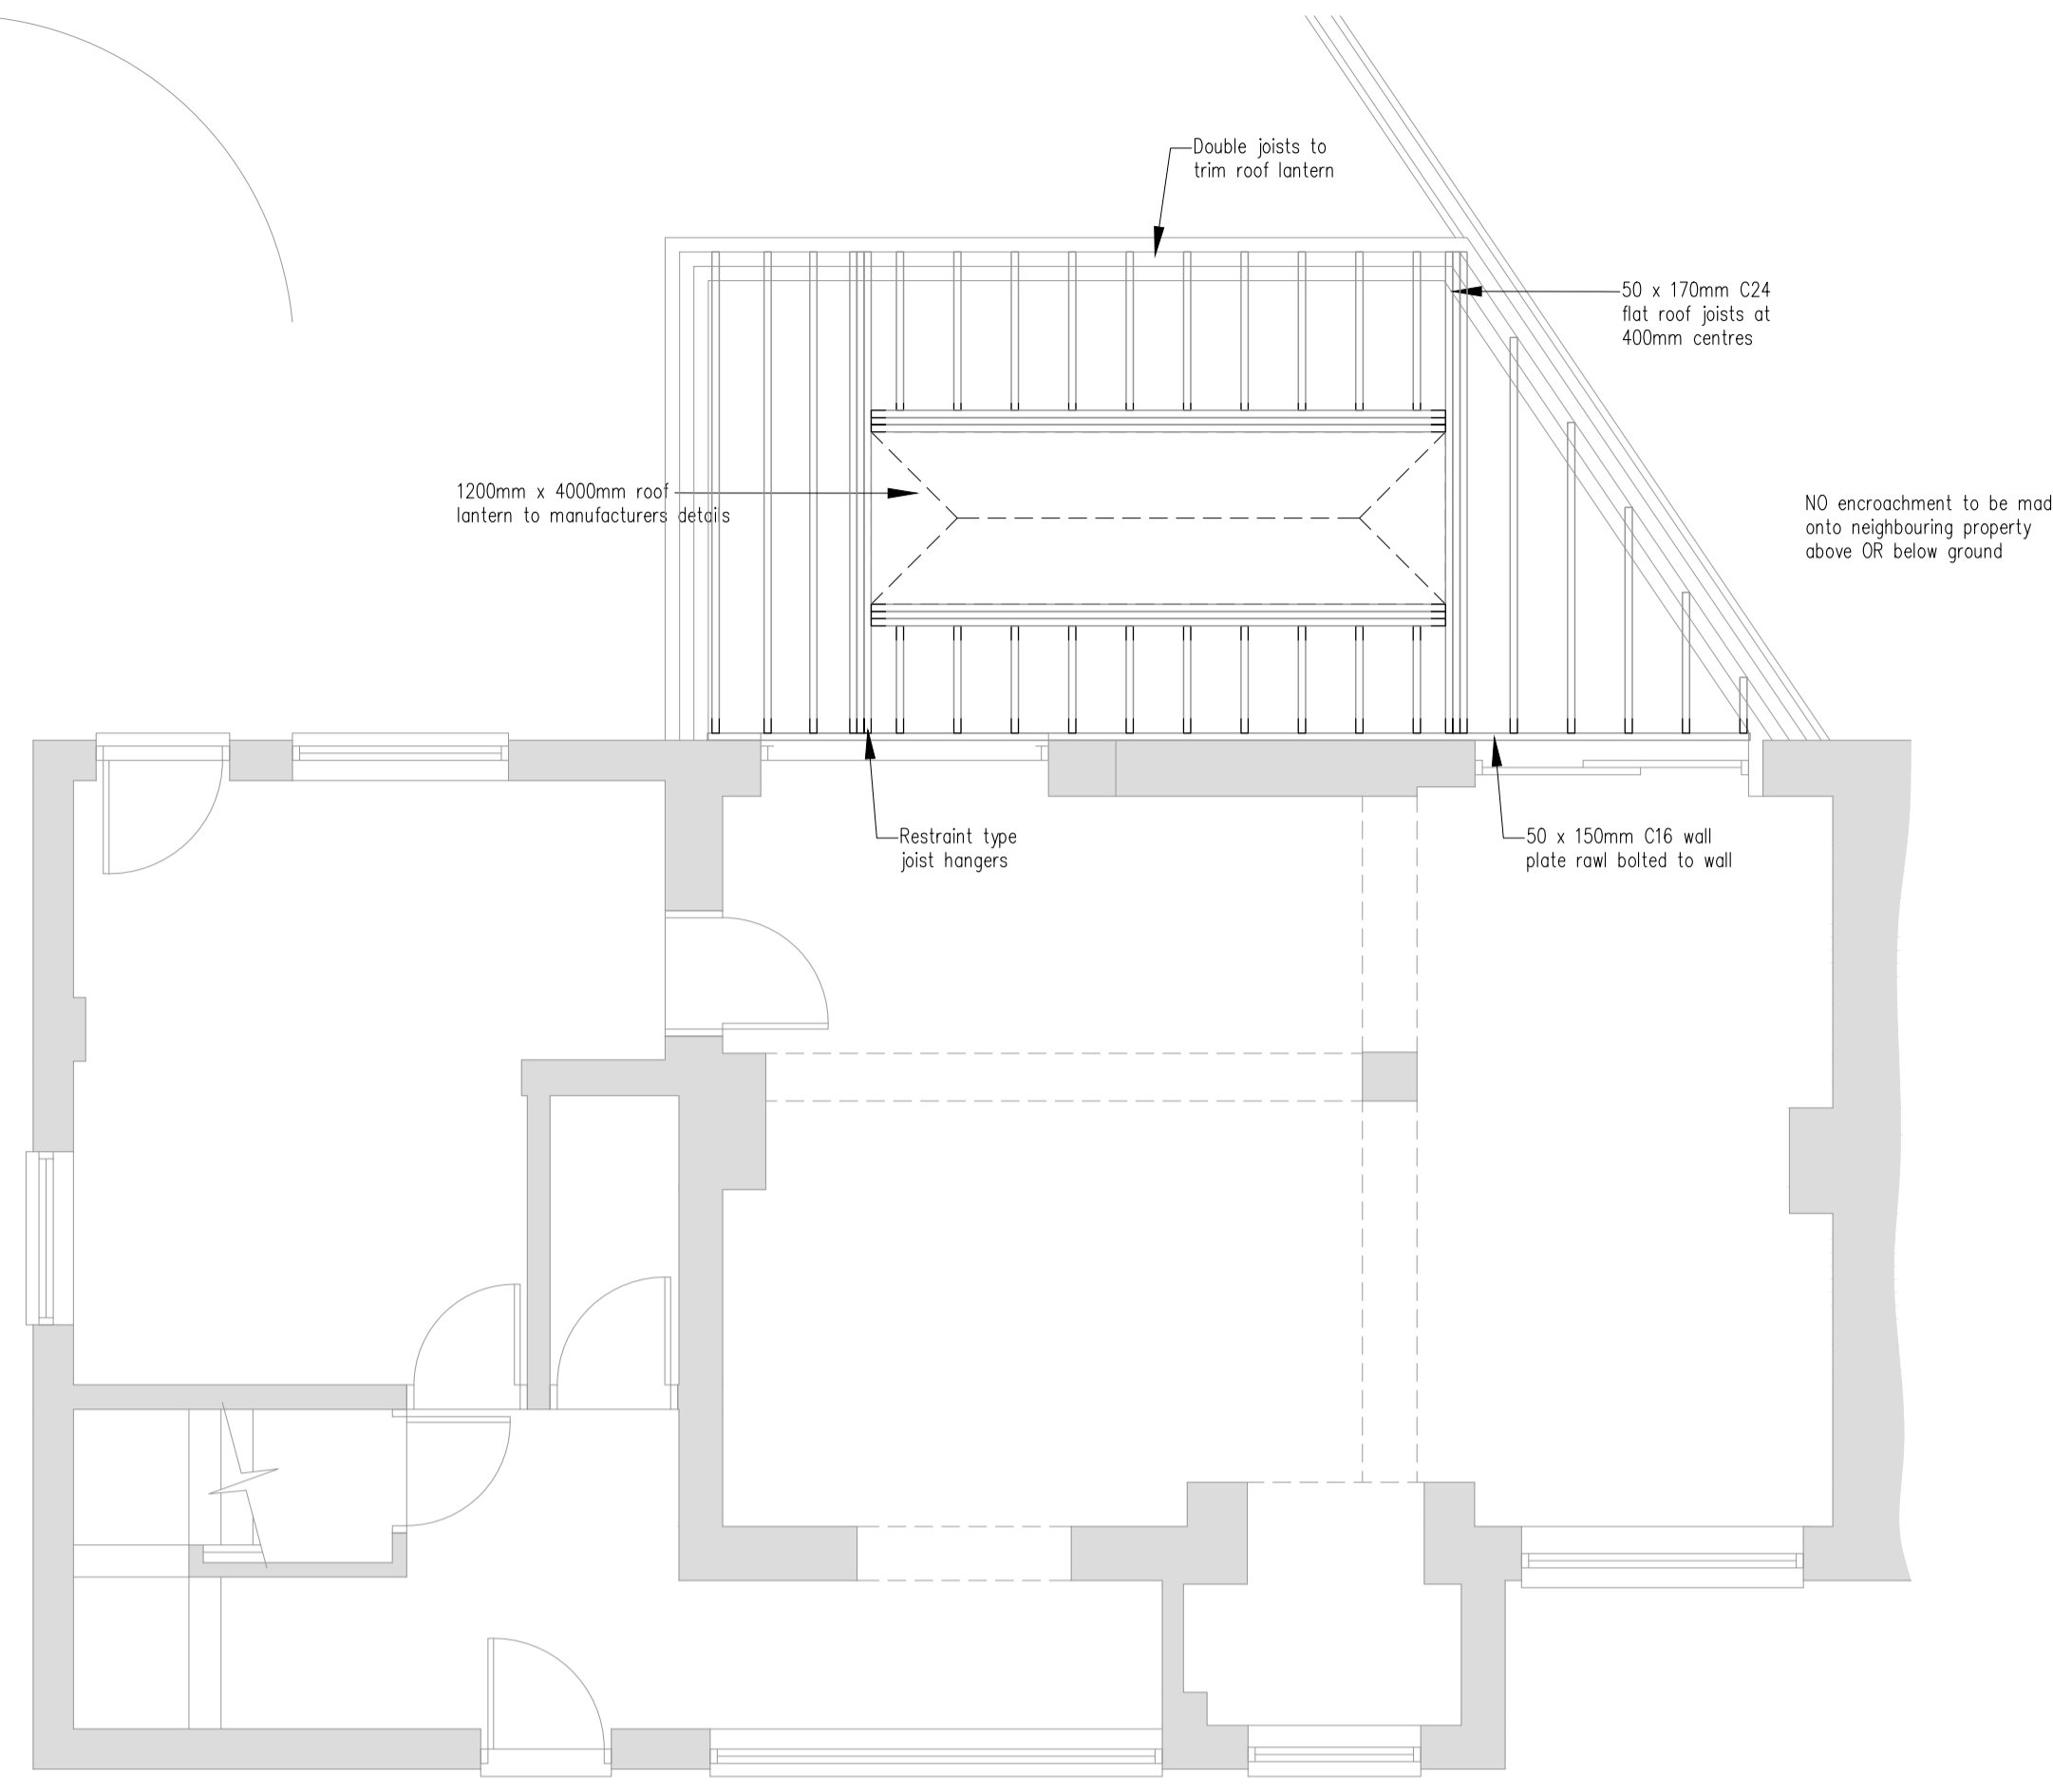 Double joists to
trim roof lantern
50 x 170mm C24
flat roof joists at
400mm centres
1200mm x 4000mm roof
lantern to manufacturers details
NO encroachment to be mad
onto neighbouring property
above OR below ground
Restraint type
joist hangers
50 x 150mm C16 wall
plate rawl bolted to wall